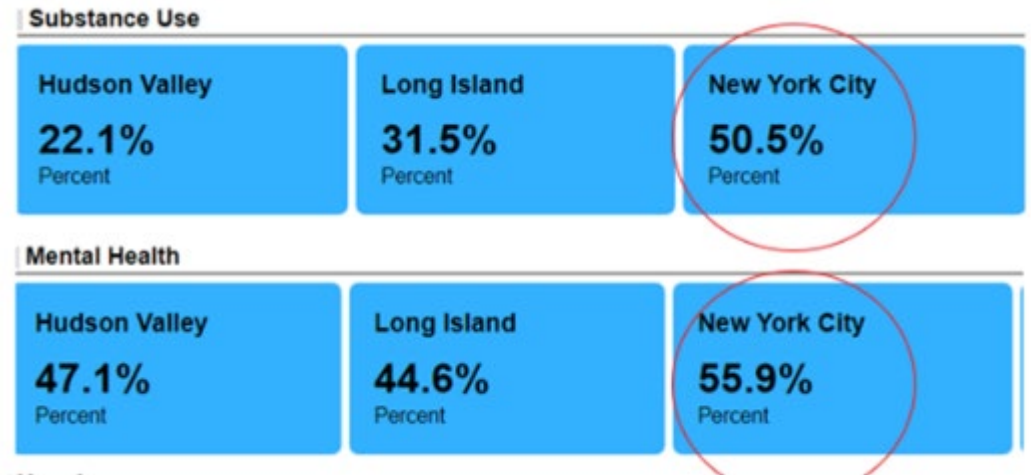 Substance Use
Hudson Valley
22.1%
Percent
Long Island
31.5%
Percent
New York City
50.5%
Percent
Mental Health
Hudson Valley
47.1%
Percent
Long Island
44.6%
Percent
New York City
55.9%
Percent